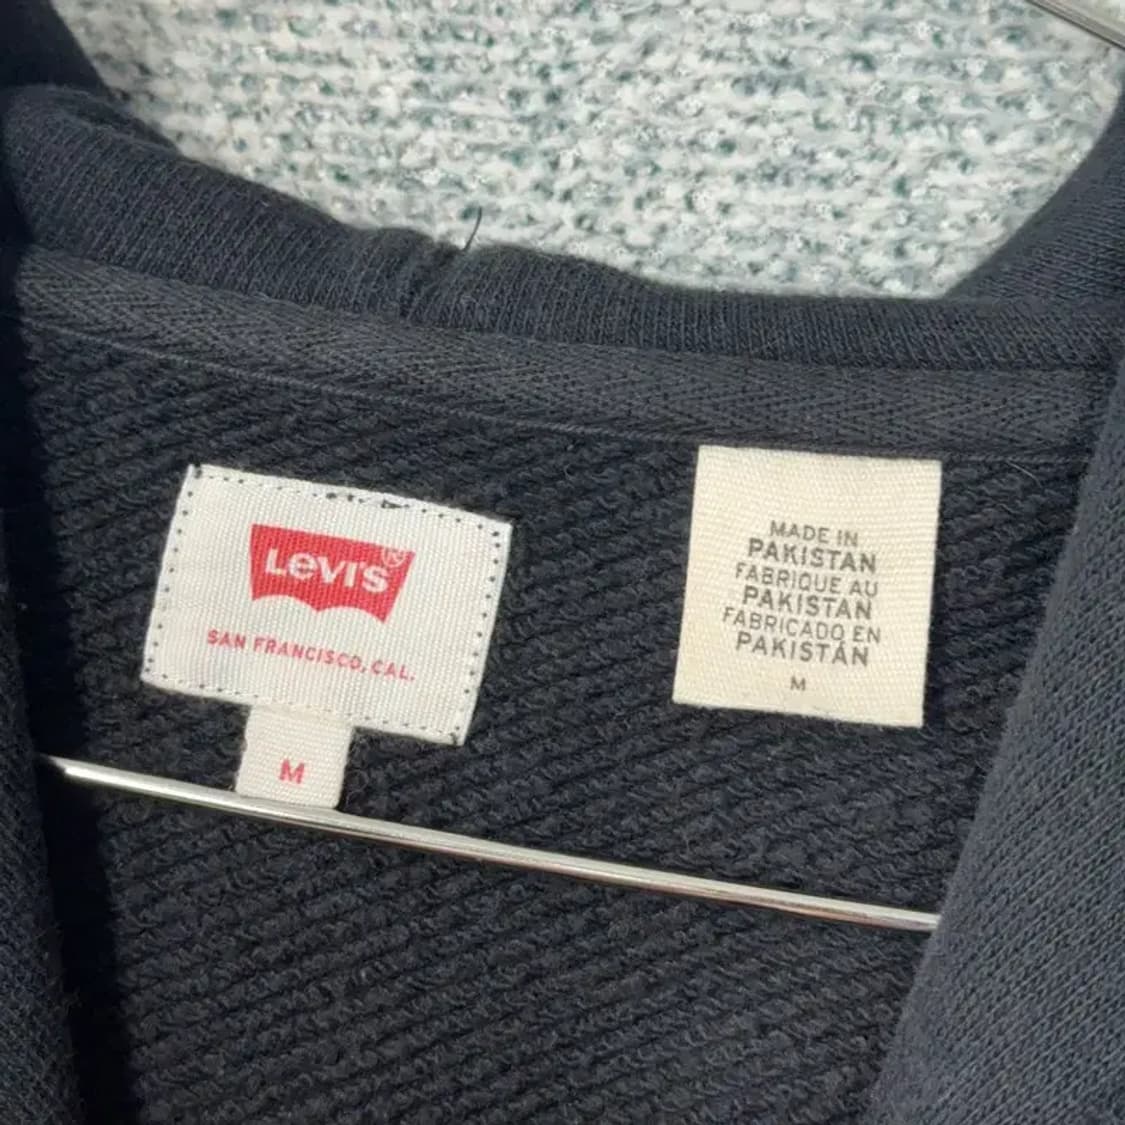 Levi's
SAN FRANCISCO, CAL.
M
MADE IN
PAKISTAN
FABRIQUE AU
PAKISTAN
FABRICADO EN
PAKISTÁN
M